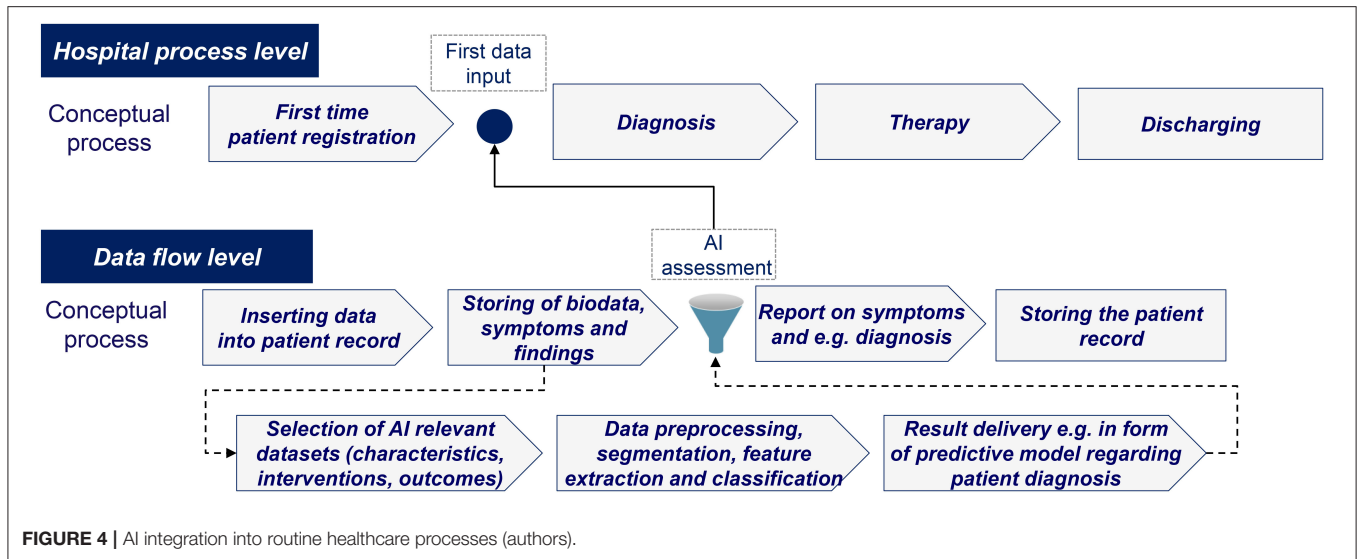 Hospital process level
First data
input
Conceptual
process
First time
patient registration
Diagnosis
Therapy
Discharging
Data flow level
AI
assessment
Conceptual
process
Inserting data
into patient record
Storing of biodata,
symptoms and
findings
Report on symptoms
and e.g. diagnosis
Storing the patient
record
Selection of AI relevant
datasets (characteristics,
interventions, outcomes)
Data preprocessing,
segmentation, feature
extraction and classification
Result delivery e.g. in form
of predictive model regarding
patient diagnosis
FIGURE 4 | AI integration into routine healthcare processes (authors).